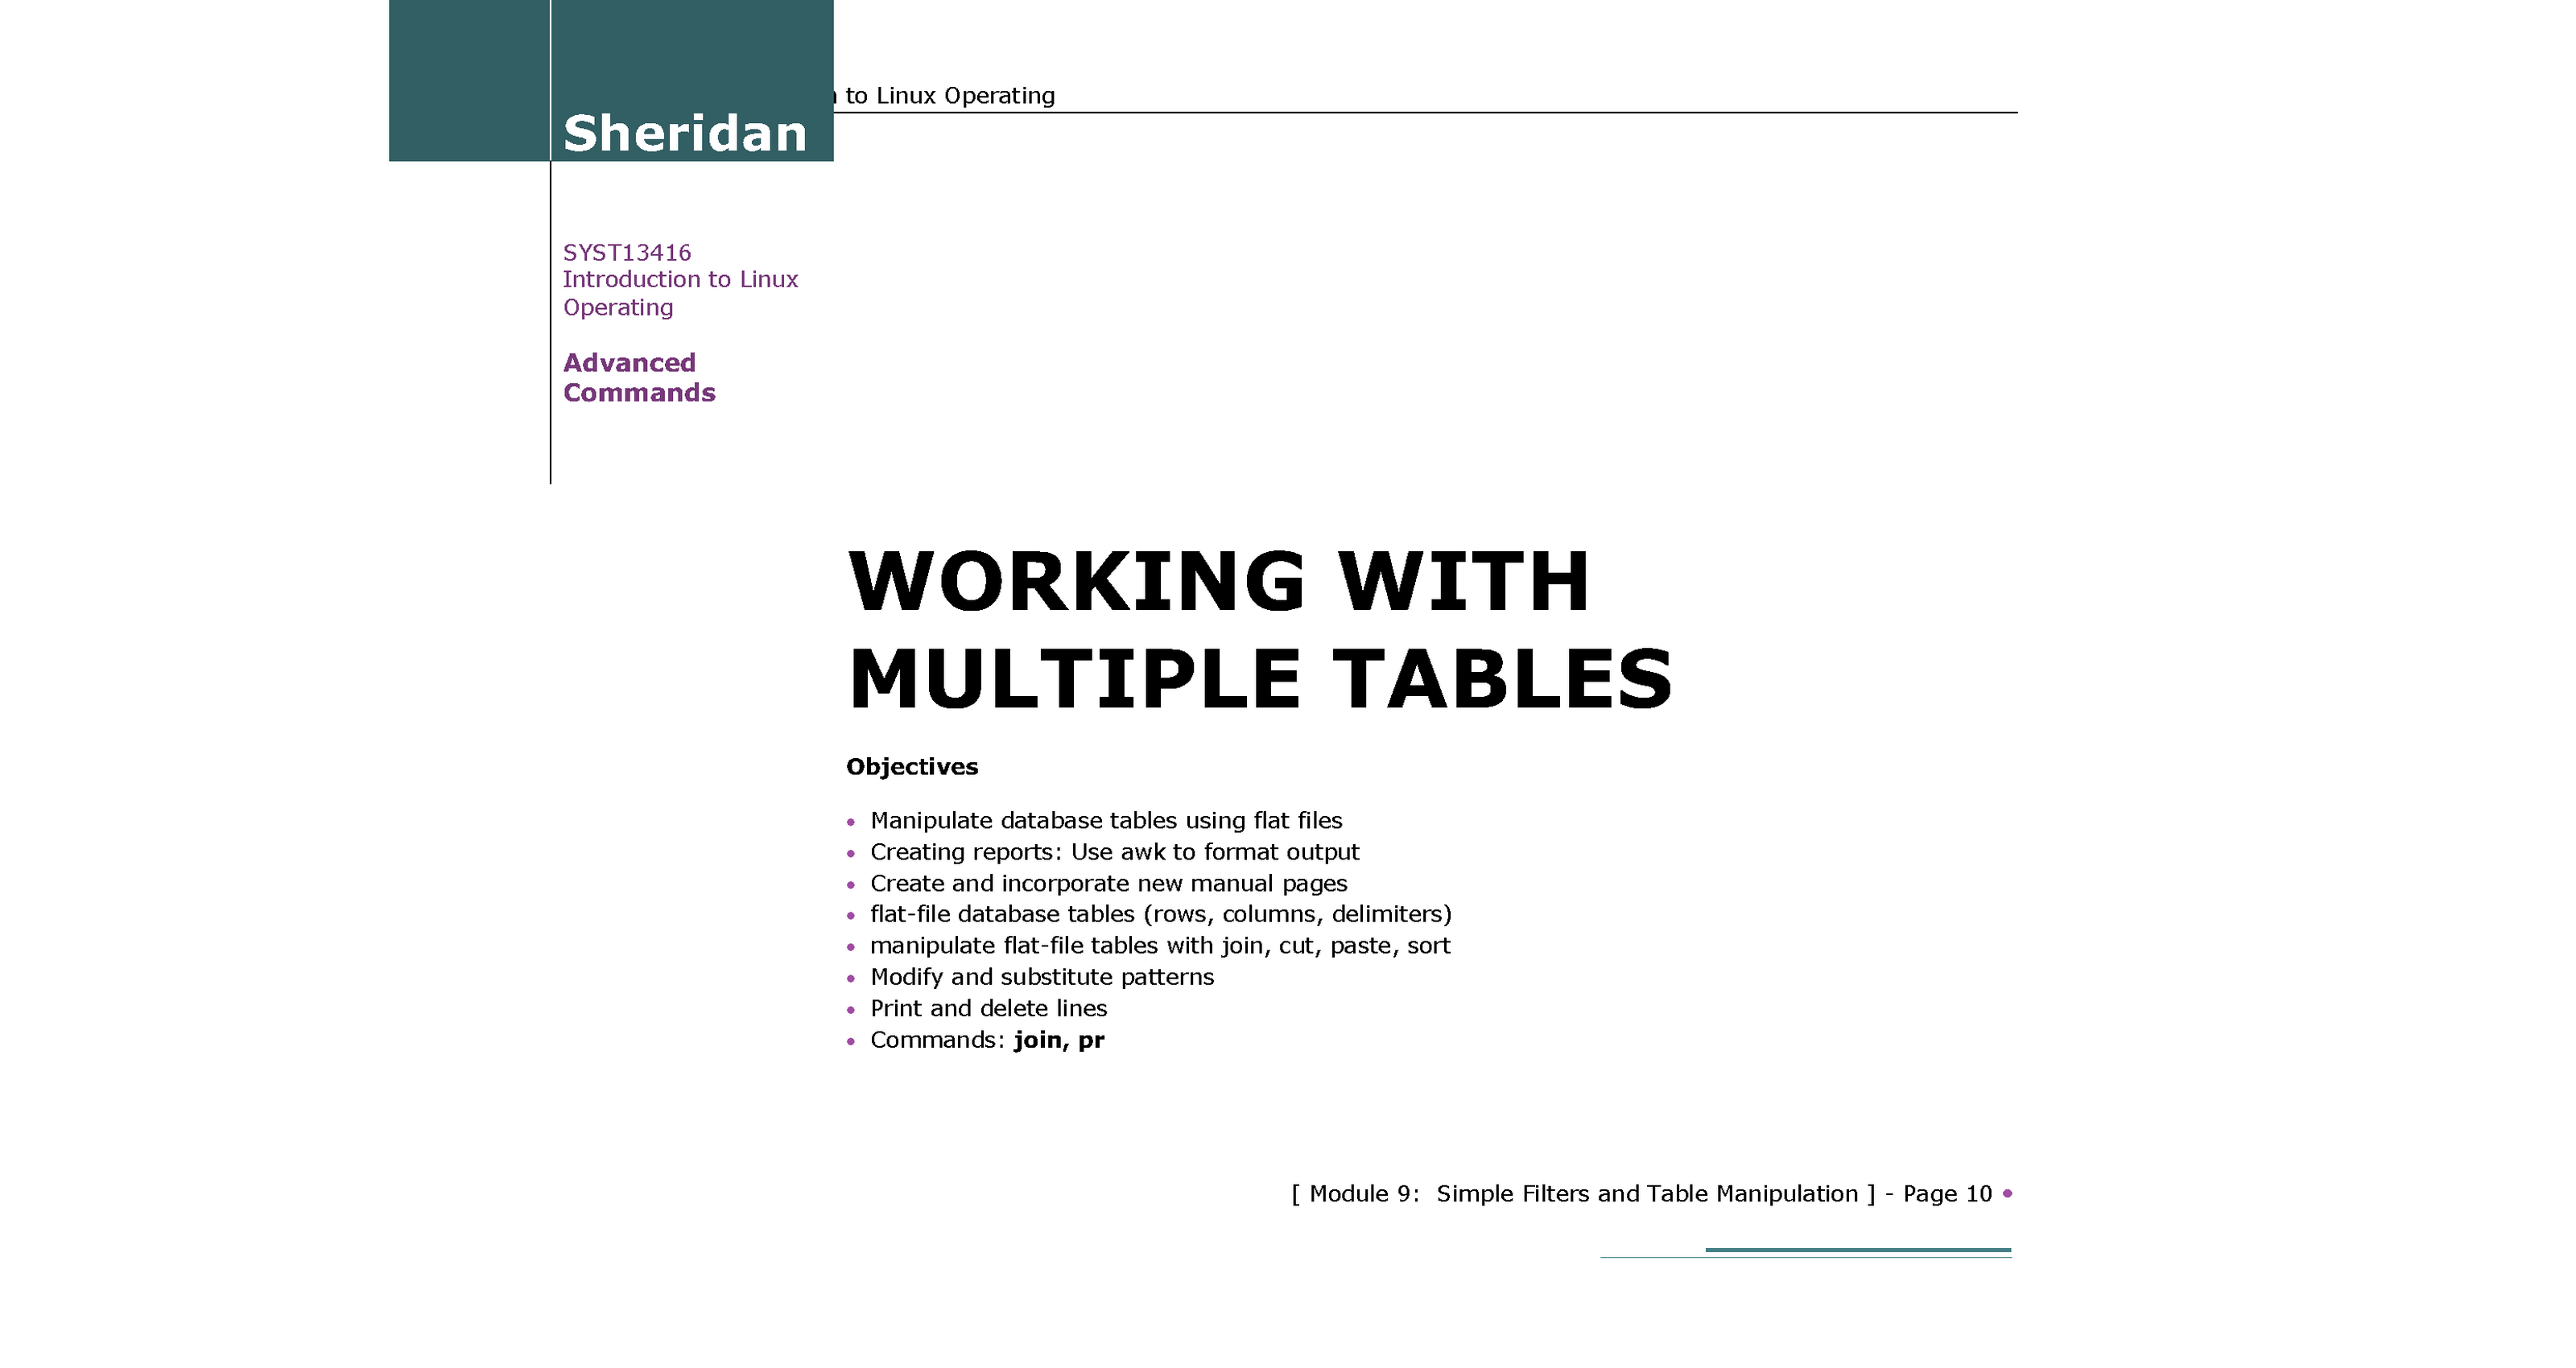 to Linux Operating
Sheridan
SYST13416
Introduction to Linux
Operating
Advanced
Commands
WORKING WITH
MULTIPLE TABLES
Objectives
• Manipulate database tables using flat files
• Creating reports: Use awk to format output
• Create and incorporate new manual pages
• flat-file database tables (rows, columns, delimiters)
• manipulate flat-file tables with join, cut, paste, sort
• Modify and substitute patterns
• Print and delete lines
• Commands: join, pr
[ Module 9:  Simple Filters and Table Manipulation ] - Page 10 •